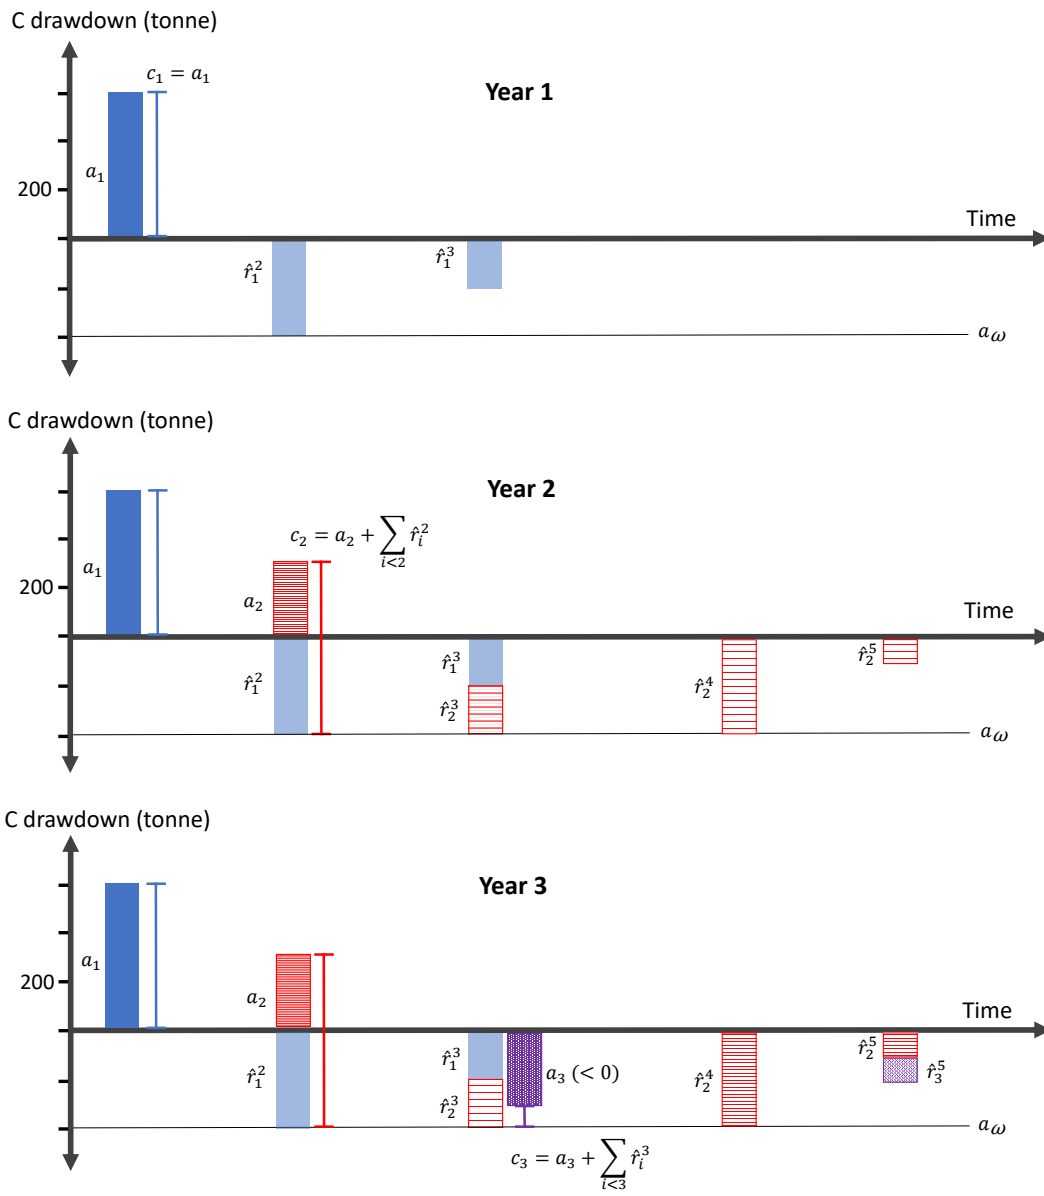 C drawdown (tonne)
c₁ = a₁
Year 1
a₁
200
Time
r̂₁²
r̂₁³
a_ω
C drawdown (tonne)
Year 2
c₂ = a₂ + ∑_{i<2} r̂ᵢ²
a₁
200
a₂
Time
r̂₁²
r̂₁³
r̂₂³
r̂₂⁴
r̂₂⁵
a_ω
C drawdown (tonne)
Year 3
a₁
200
a₂
Time
r̂₁²
r̂₁³
r̂₂³
a₃ (< 0)
r̂₂⁴
r̂₂⁵
r̂₃⁵
a_ω
c₃ = a₃ + ∑_{i<3} r̂ᵢ³